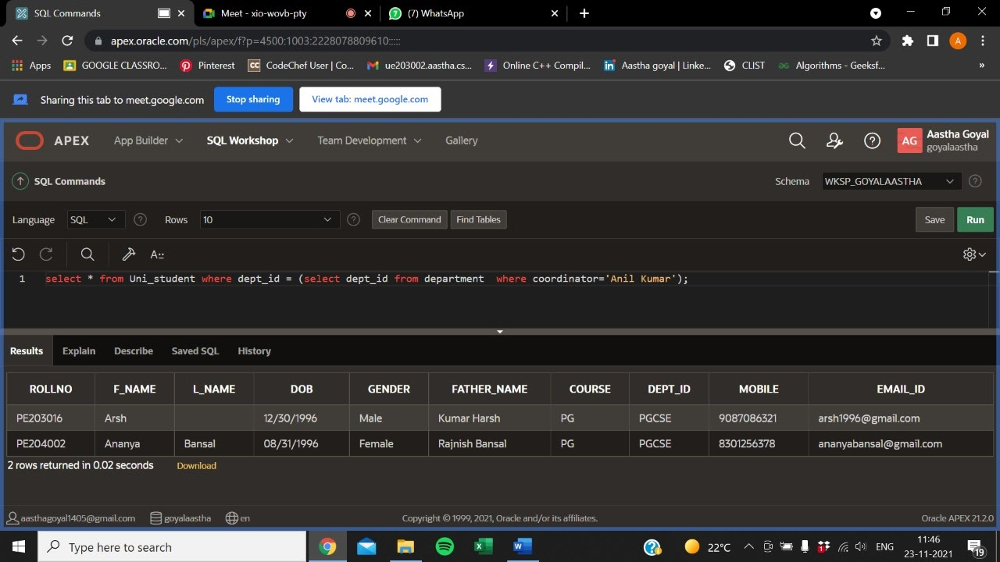 SQL Commands
Meet - xio-wovb-pty
7
(7) WhatsApp
apex.oracle.com/pls/apex/f?p=4500:1003:2228078809610:::::
A
Apps
GOOGLE CLASSRO...
Pinterest
CC
CodeChef User | Co...
ue203002.aastha.cs...
Online C++ Compil...
in
Aastha goyal | Linke...
CLIST
Algorithms - Geeksf...
»
Sharing this tab to meet.google.com
Stop sharing
View tab: meet.google.com
APEX
App Builder
SQL Workshop
Team Development
Gallery
AG
Aastha Goyal
goyalaastha
SQL Commands
Schema
WKSP_GOYALAASTHA
Language
SQL
Rows
10
Clear Command
Find Tables
Save
Run
A::
1 select * from Uni_student where dept_id = (select dept_id from department  where coordinator='Anil Kumar');
Results
Explain
Describe
Saved SQL
History
ROLLNO F_NAME L_NAME DOB GENDER FATHER_NAME COURSE DEPT_ID MOBILE EMAIL_ID
PE203016 Arsh 12/30/1996 Male Kumar Harsh PG PGCSE 9087086321 arsh1996@gmail.com
PE204002 Ananya Bansal 08/31/1996 Female Rajnish Bansal PG PGCSE 8301256378 ananyabansal@gmail.com
2 rows returned in 0.02 seconds
Download
aasthagoyal1405@gmail.com
goyalaastha
en
Copyright © 1999, 2021, Oracle and/or its affiliates.
Oracle APEX 21.2.0
Type here to search
22°C
ENG
11:46
23-11-2021
19